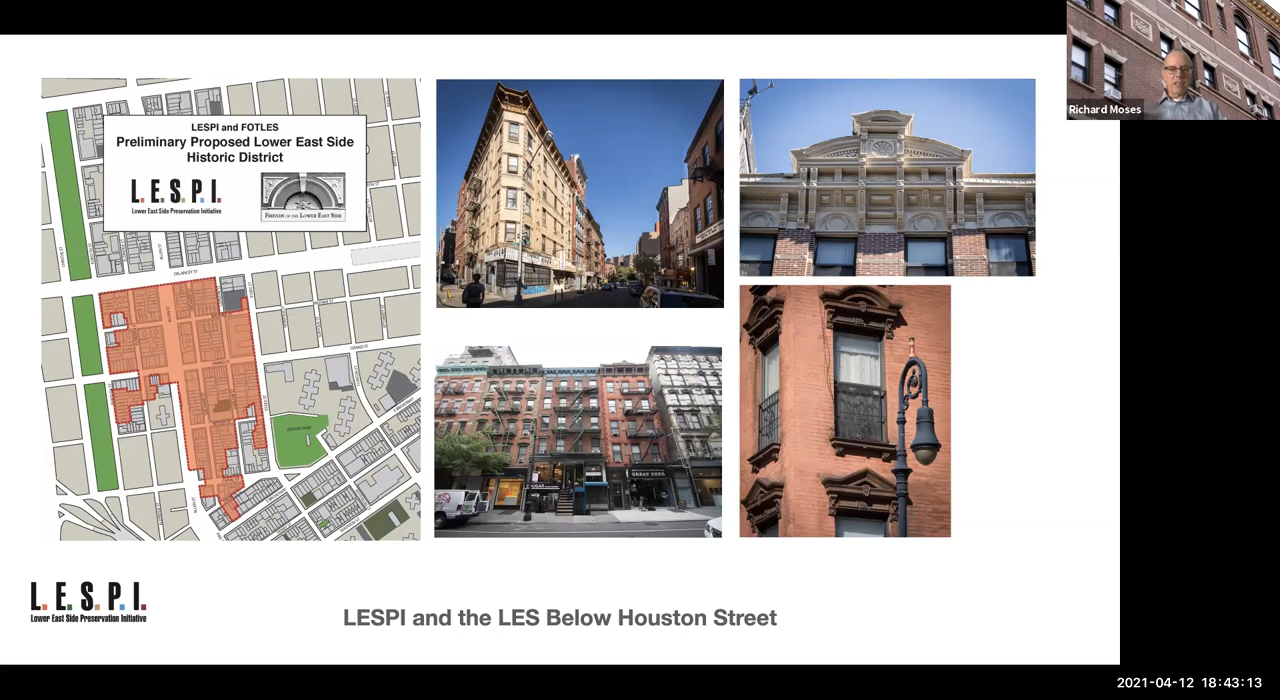 LESPI and FOTLES
Preliminary Proposed Lower East Side
Historic District
L.E.S.P.I.
Lower East Side Preservation Initiative
FRIENDS OF THE LOWER EAST SIDE
DELANCEY ST
GRAND ST
Richard Moses
L.E.S.P.I.
Lower East Side Preservation Initiative
LESPI and the LES Below Houston Street
2021-04-12 18:43:13